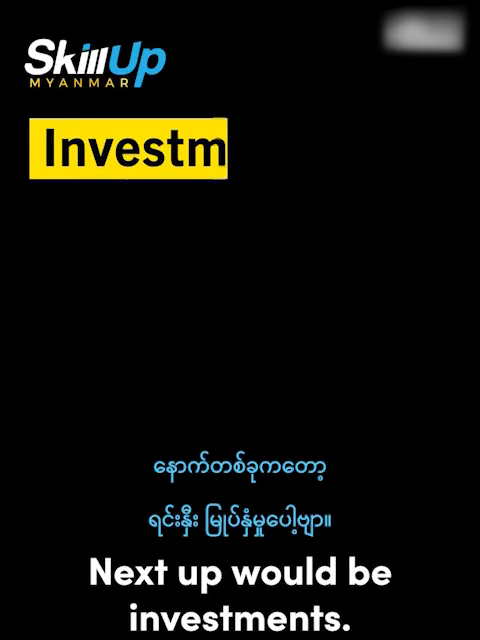 SkillUp
MYANMAR
Investm
နောက်တစ်ခုကတော့
ရင်းနှီး မြုပ်နှံမှုပေါ့ဗျာ။
Next up would be
investments.